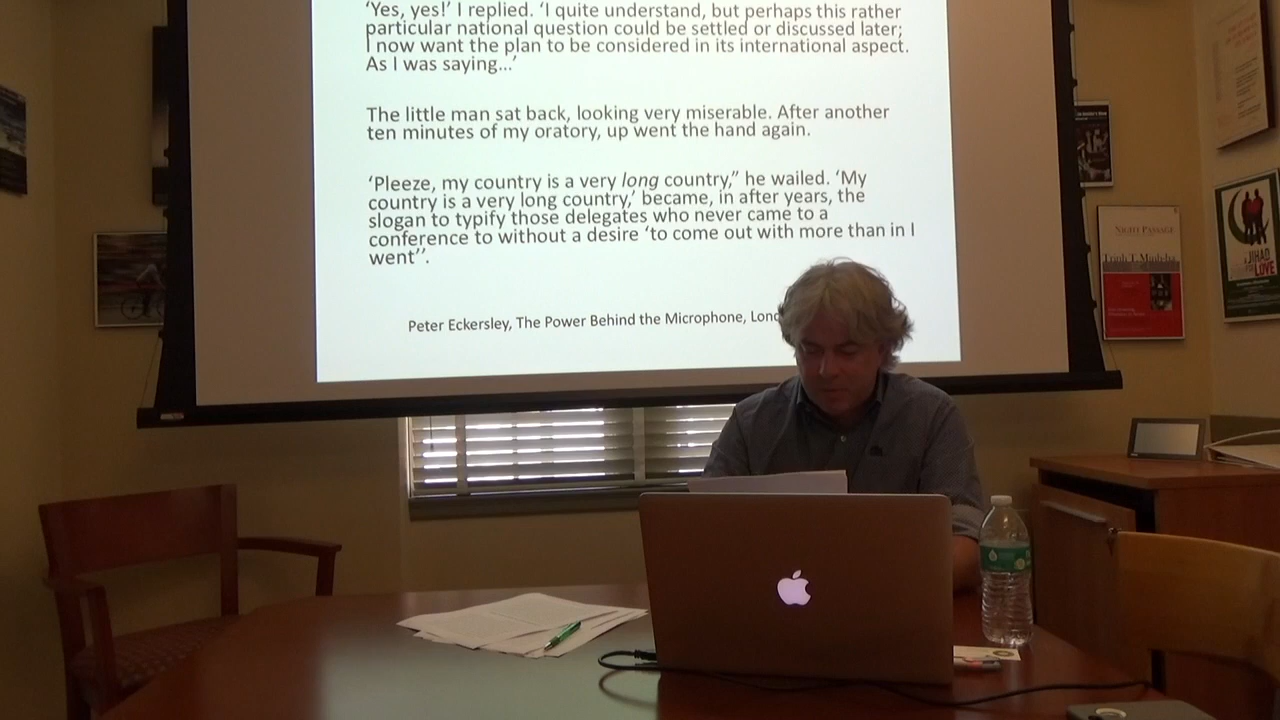 'Yes, yes!' I replied. 'I quite understand, but perhaps this rather
particular national question could be settled or discussed later;
I now want the plan to be considered in its international aspect.
As I was saying...'
The little man sat back, looking very miserable. After another
ten minutes of my oratory, up went the hand again.
'Pleeze, my country is a very long country," he wailed. 'My
country is a very long country,' became, in after years, the
slogan to typify those delegates who never came to a
conference to without a desire 'to come out with more than in I
went''.
Peter Eckersley, The Power Behind the Microphone,
NIGHT PASSAGE
Trinh T. Minh-ha
A JIHAD
FOR
LOVE